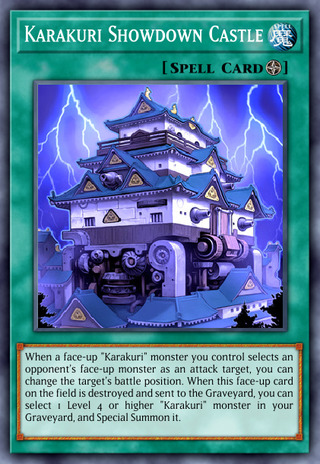 Karakuri Showdown Castle 魔
[Spell Card]
When a face-up "Karakuri" monster you control selects an
opponent's face-up monster as an attack target, you can
change the target's battle position. When this face-up card
on the field is destroyed and sent to the Graveyard, you can
select 1 Level 4 or higher "Karakuri" monster in your
Graveyard, and Special Summon it.